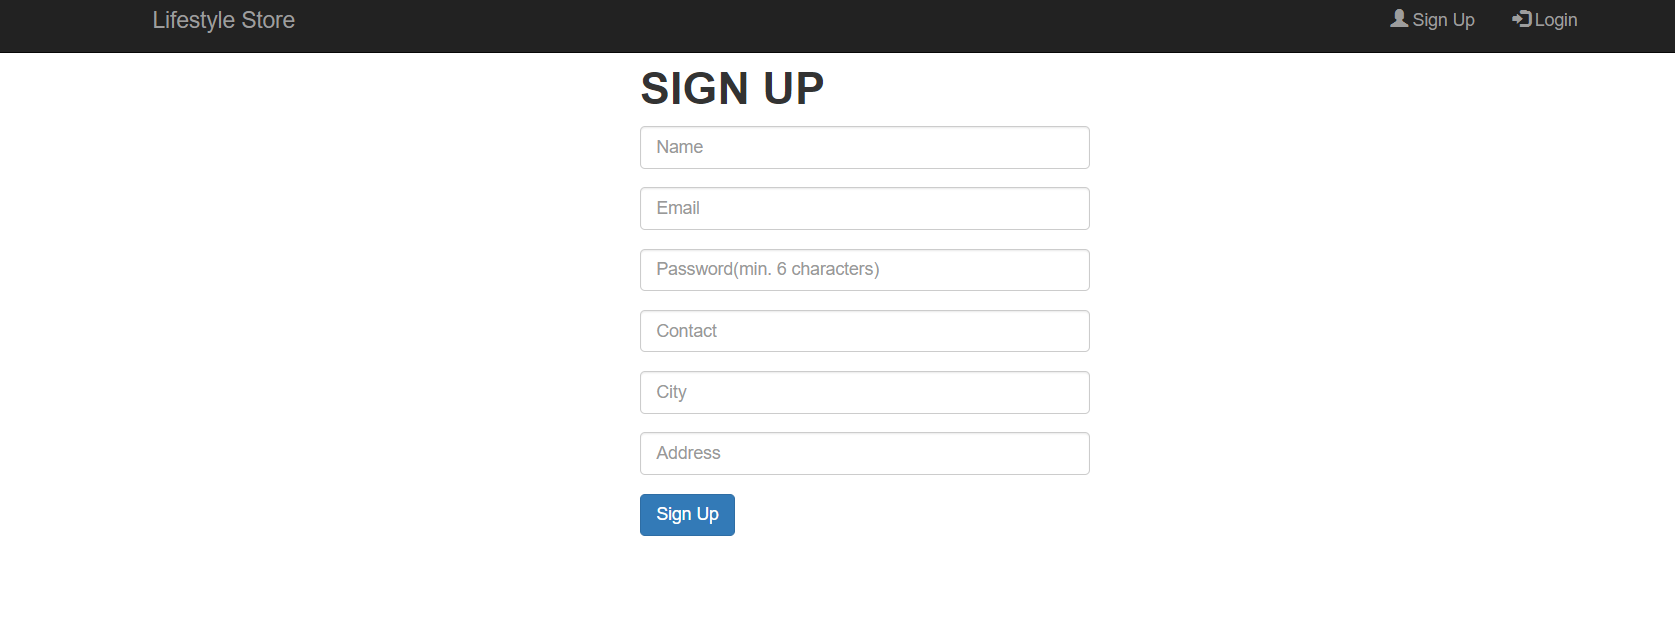 Lifestyle Store Sign Up Login
SIGN UP
Name
Email
Password(min. 6 characters)
Contact
City
Address
Sign Up